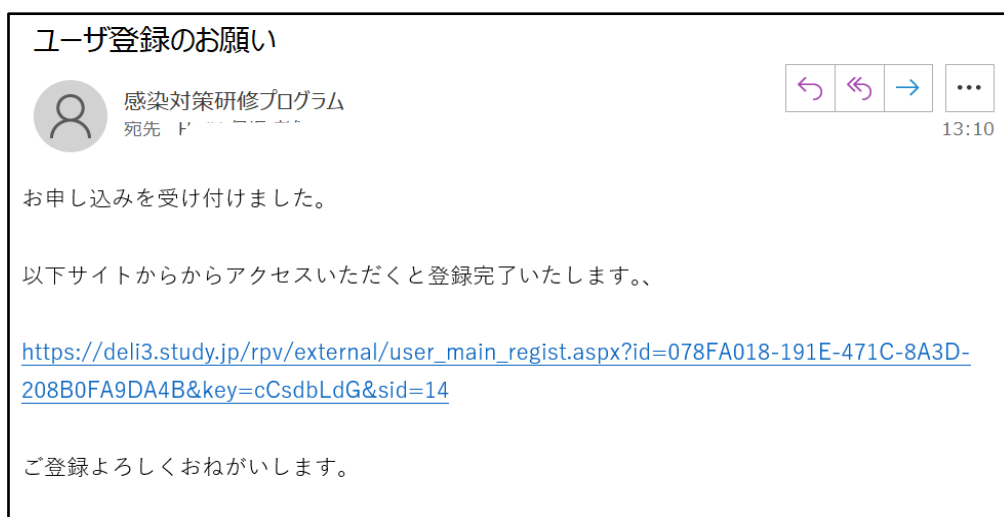 ユーザ登録のお願い
感染対策研修プログラム
宛先
13:10
お申し込みを受け付けました。
以下サイトからからアクセスいただくと登録完了いたします。、
https://deli3.study.jp/rpv/external/user_main_regist.aspx?id=078FA018-191E-471C-8A3D-
208B0FA9DA4B&key=cCsdbLdG&sid=14
ご登録よろしくおねがいします。